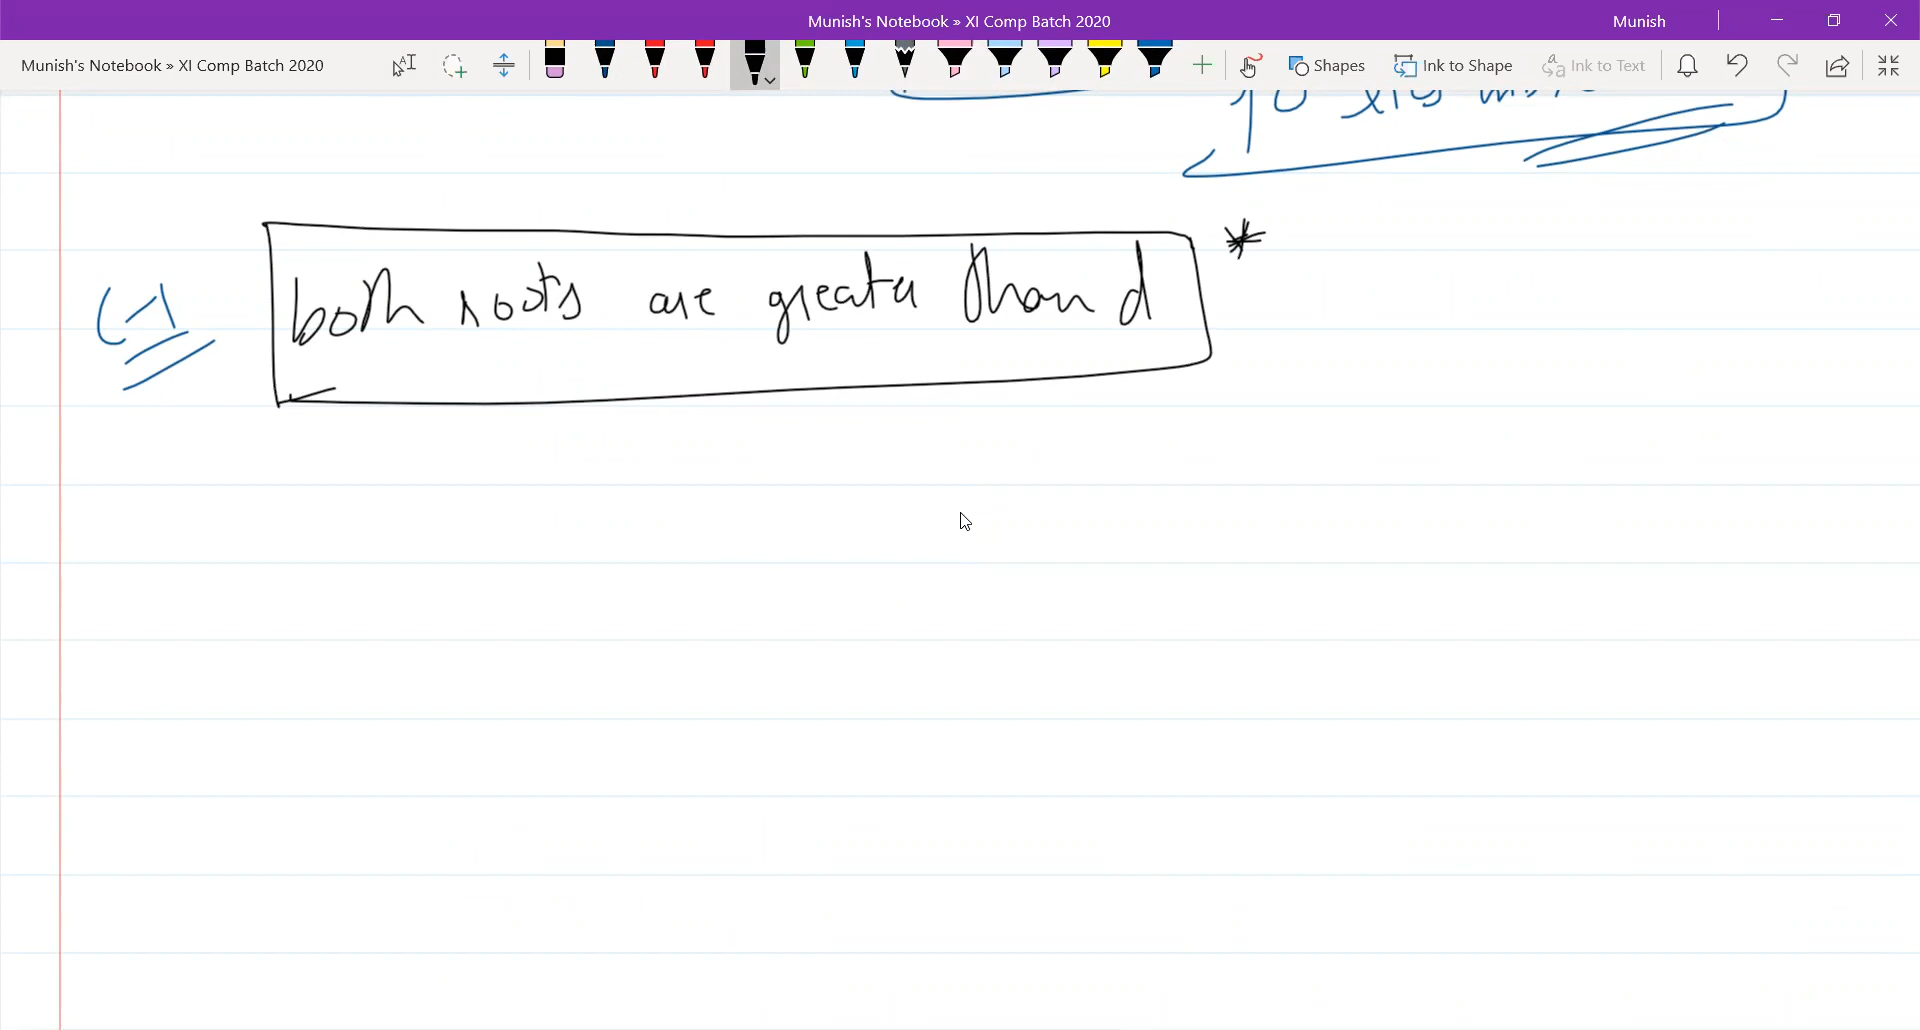 Munish's Notebook » XI Comp Batch 2020
Munish
Munish's Notebook » XI Comp Batch 2020
Shapes
Ink to Shape
Ink to Text
C-1
both roots are greater than d *